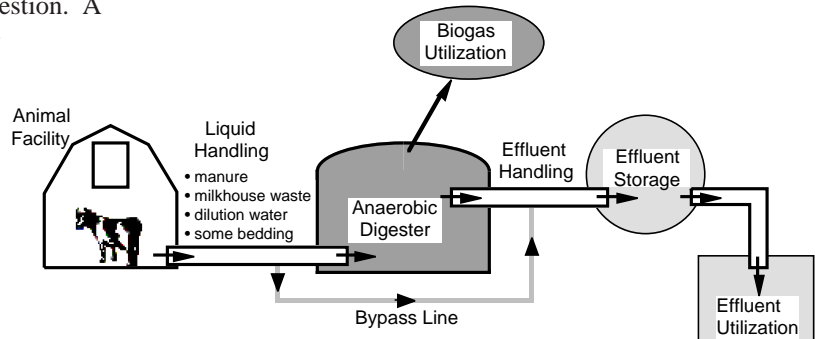 estion. A
Biogas
Utilization
Animal
Facility
Liquid
Handling
• manure
• milkhouse waste
• dilution water
• some bedding
Anaerobic
Digester
Effluent
Handling
Effluent
Storage
Bypass Line
Effluent
Utilization